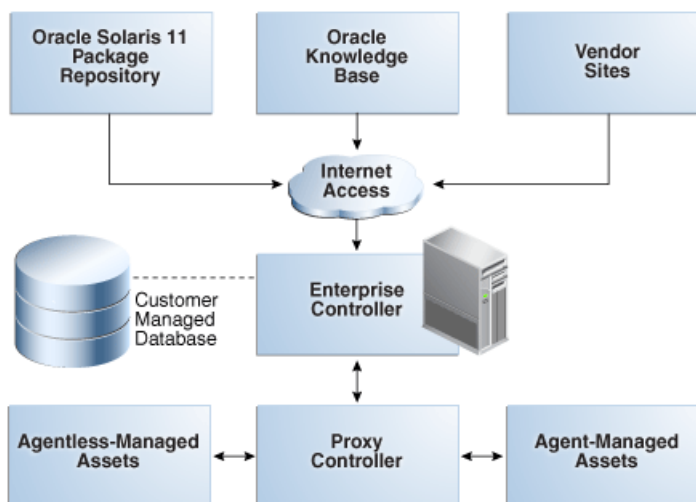 Oracle Solaris 11
Package
Repository
Oracle
Knowledge
Base
Vendor
Sites
Internet
Access
Customer
Managed
Database
Enterprise
Controller
Agentless-Managed
Assets
Proxy
Controller
Agent-Managed
Assets